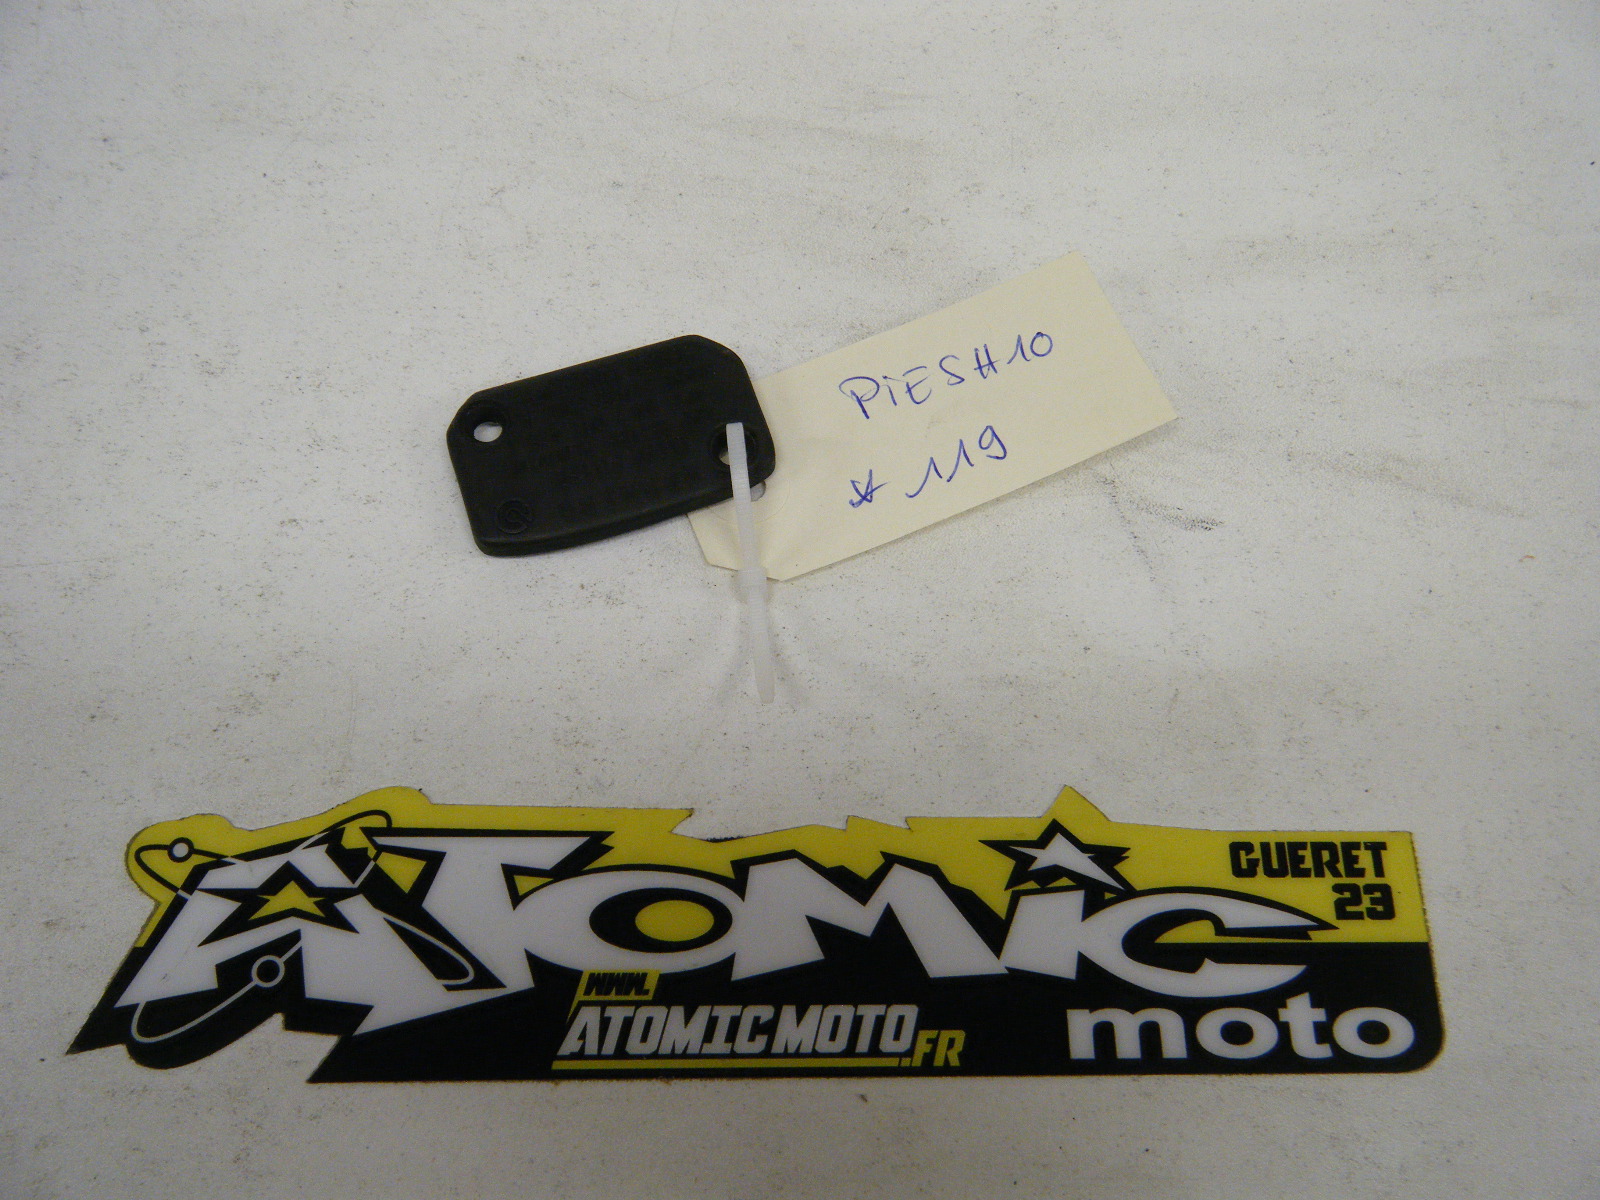 PiESH10
* 119
ATOMiC
moto
GUERET
23
WWW.
ATOMICMOTO.FR